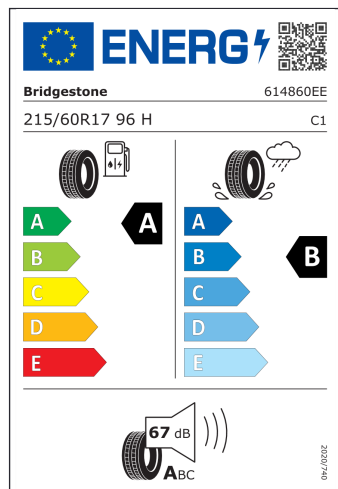 ENERG
Bridgestone 614860EE
215/60R17 96 H C1
A A A
B B B
C C
D D
E E
67 dB
ABC
2020/740